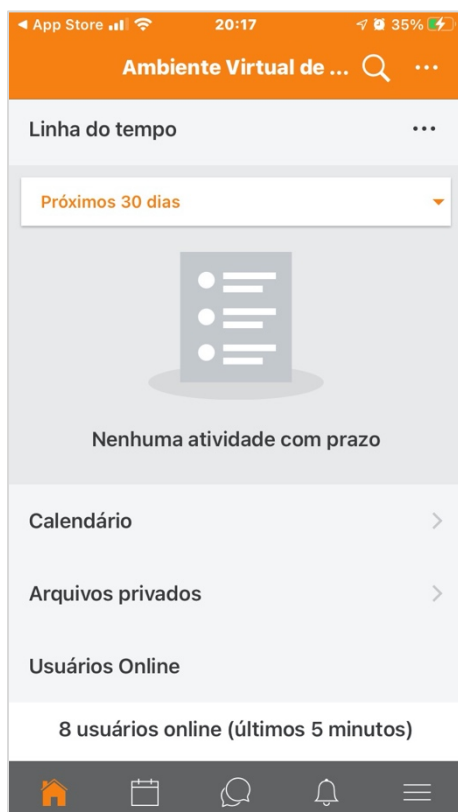 App Store
20:17
35%
Ambiente Virtual de ...
Linha do tempo
Próximos 30 dias
Nenhuma atividade com prazo
Calendário
Arquivos privados
Usuários Online
8 usuários online (últimos 5 minutos)